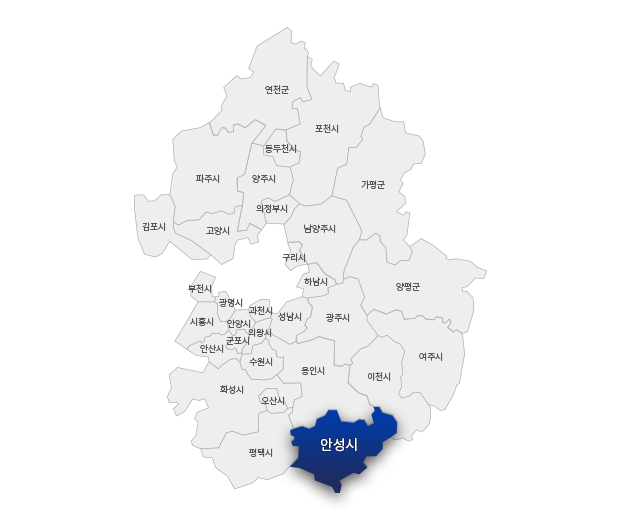 연천군
포천시
동두천시
파주시
양주시
가평군
의정부시
김포시
고양시
남양주시
구리시
하남시
양평군
부천시
광명시
과천시
시흥시
안양시
성남시
광주시
의왕시
군포시
안산시
수원시
여주시
용인시
이천시
화성시
오산시
안성시
평택시